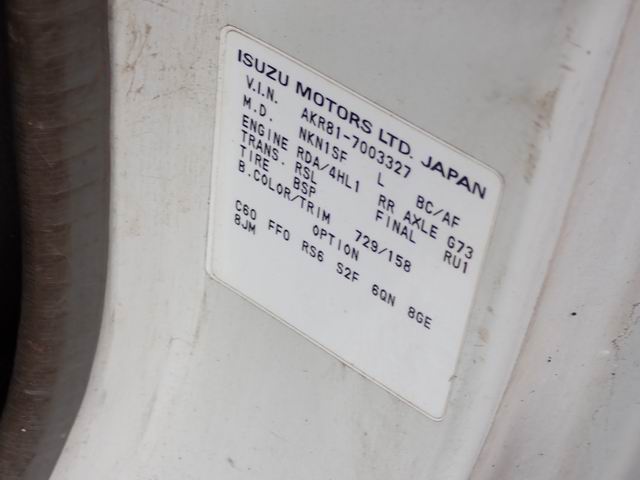 ISUZU MOTORS LTD. JAPAN
V.I.N. AKR81-7003327
M.D. NKN1SF L BC/AF
ENGINE RDA/4HL1 RR AXLE G73
TRANS. RSL FINAL RU1
TIRE BSP
B.COLOR/TRIM 729/158
OPTION
C60 FF0 RS6 S2F 6QN 8GE
8JM